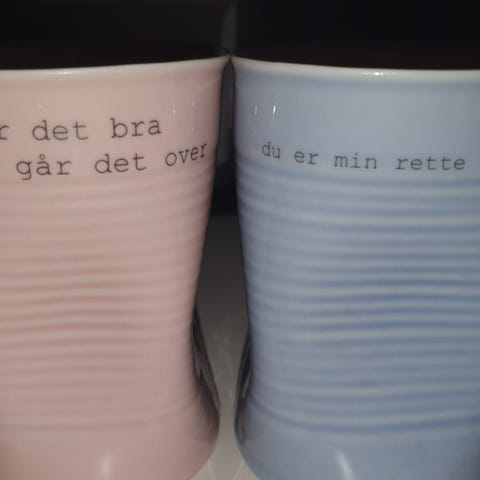 r det bra
går det over
du er min rette